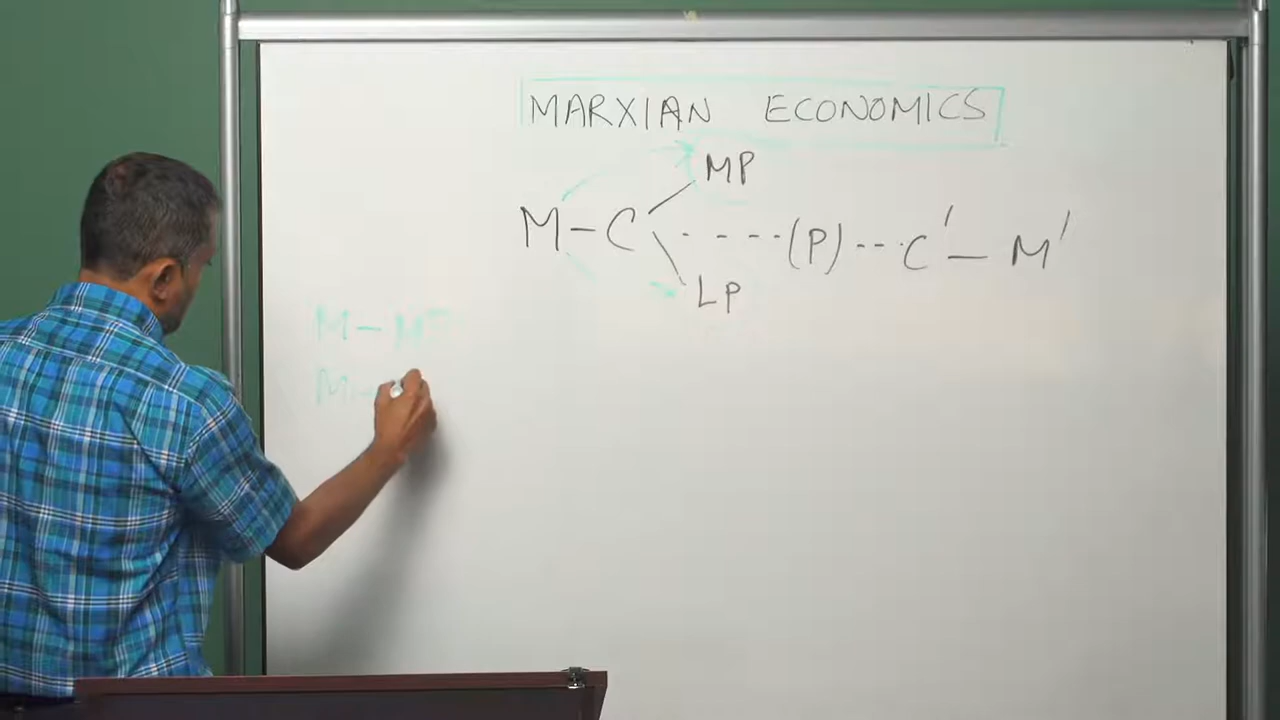 MARXIAN ECONOMICS
MP
M-C ----(P)---C'-M'
LP
M-M
M-